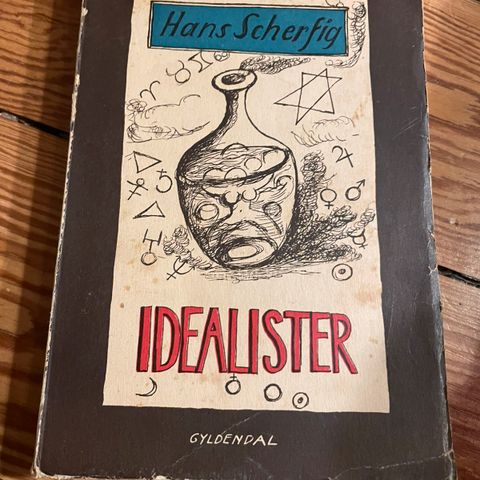 Hans Scherfig
IDEALISTER
GYLDENDAL